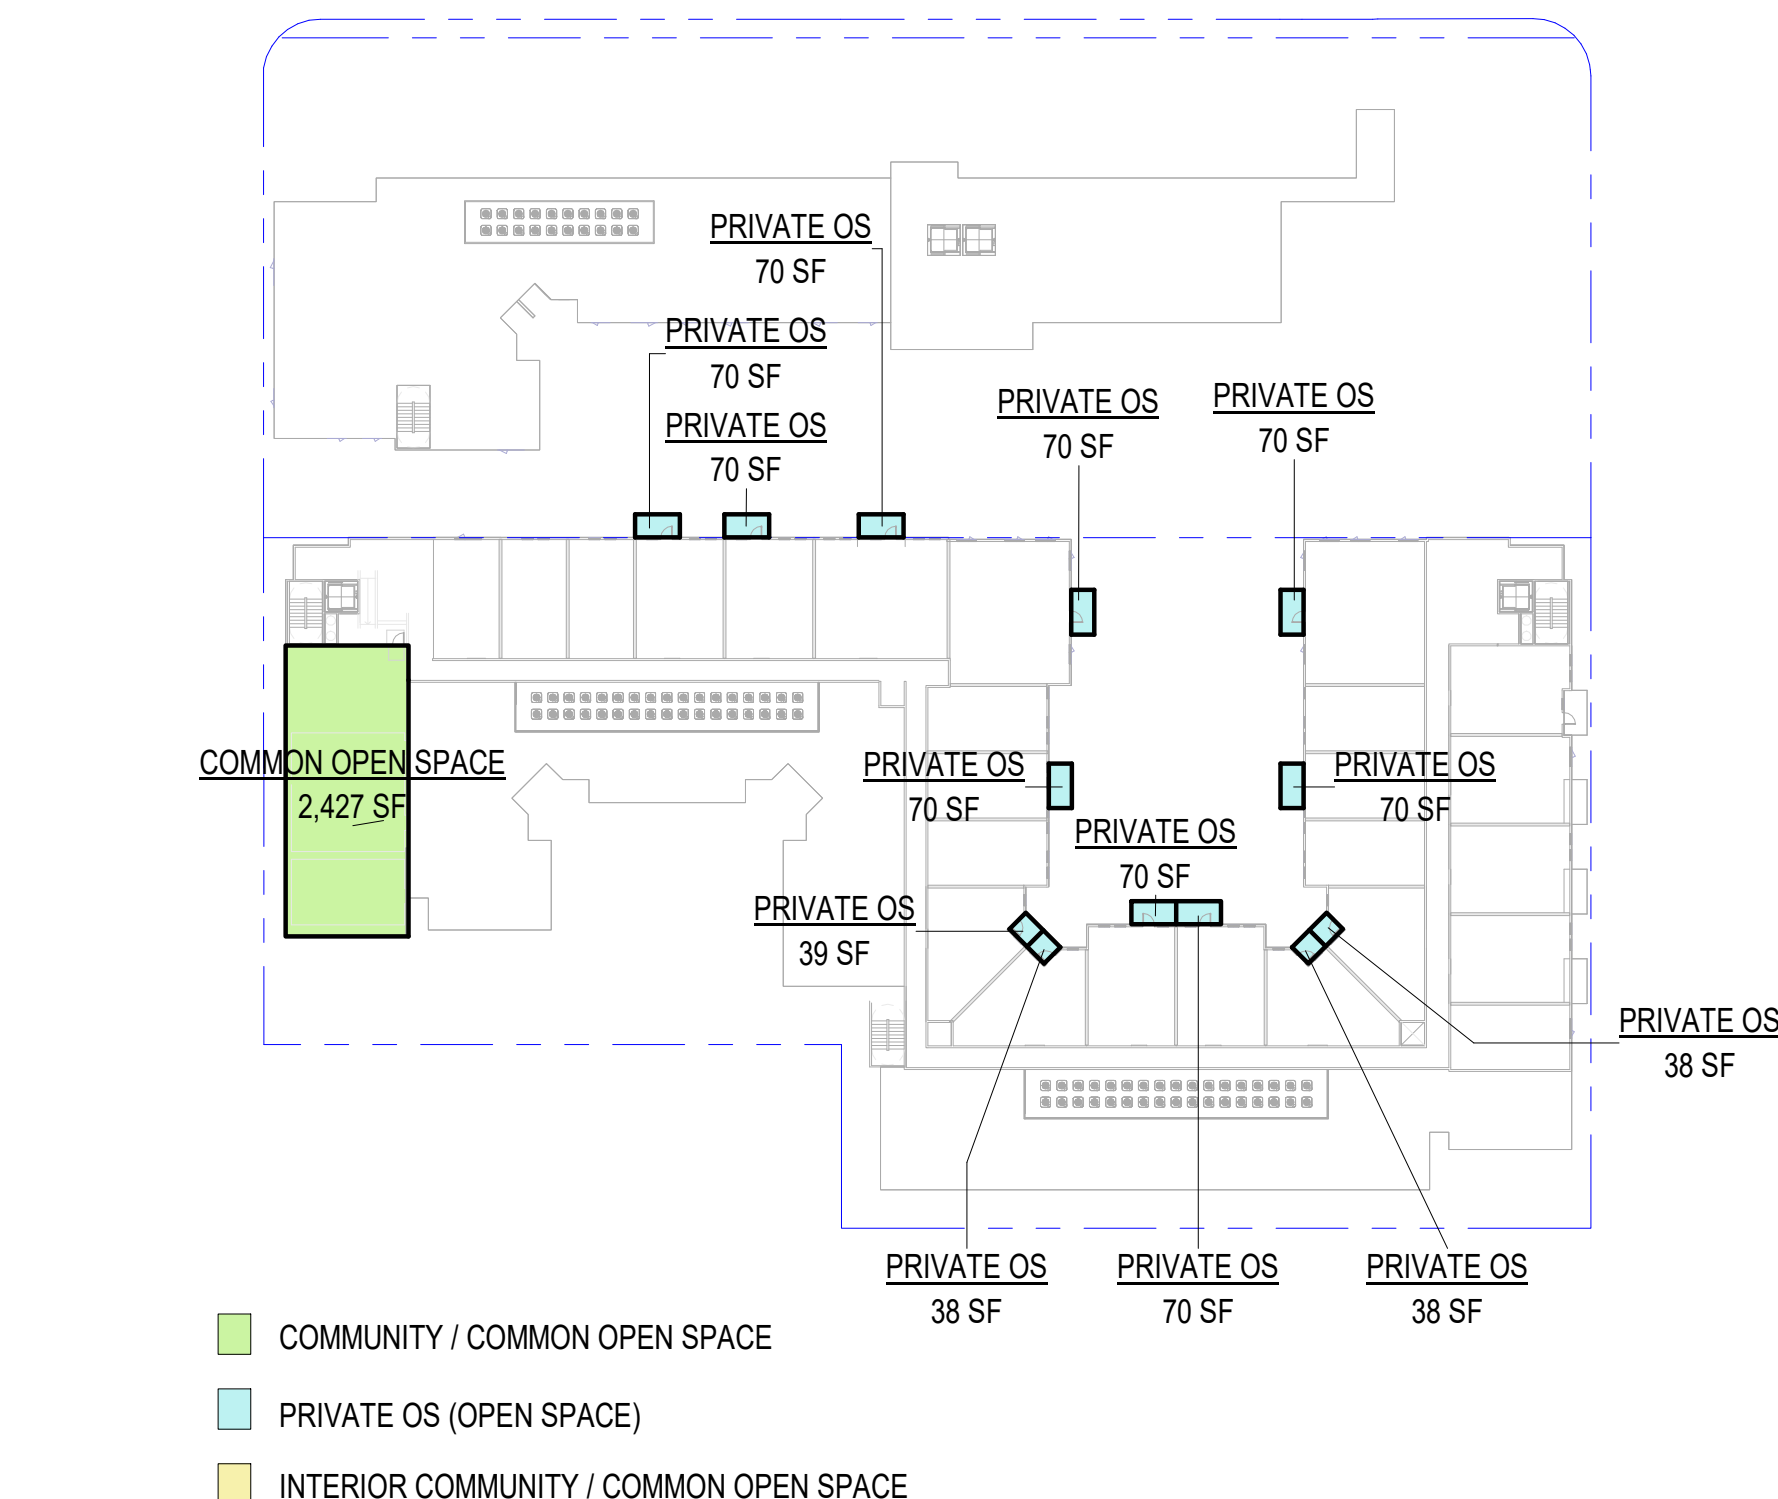 PRIVATE OS
70 SF
PRIVATE OS
70 SF
PRIVATE OS
70 SF
PRIVATE OS
70 SF
PRIVATE OS
70 SF
COMMON OPEN SPACE
2,427 SF
PRIVATE OS
70 SF
PRIVATE OS
70 SF
PRIVATE OS
70 SF
PRIVATE OS
39 SF
PRIVATE OS
38 SF
PRIVATE OS
38 SF
PRIVATE OS
70 SF
PRIVATE OS
38 SF
COMMUNITY / COMMON OPEN SPACE
PRIVATE OS (OPEN SPACE)
INTERIOR COMMUNITY / COMMON OPEN SPACE